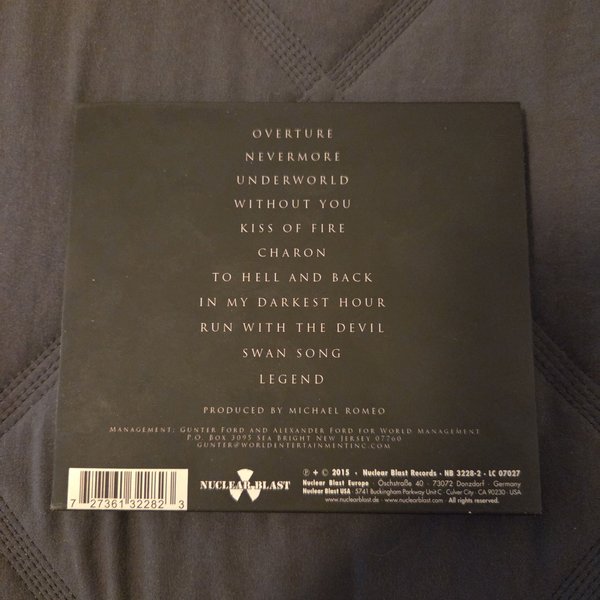 OVERTURE
NEVERMORE
UNDERWORLD
WITHOUT YOU
KISS OF FIRE
CHARON
TO HELL AND BACK
IN MY DARKEST HOUR
RUN WITH THE DEVIL
SWAN SONG
LEGEND
PRODUCED BY MICHAEL ROMEO
MANAGEMENT: GUNTER FORD AND ALEXANDER FORD FOR WORLD MANAGEMENT
P.O. BOX 3095 SEA BRIGHT NEW JERSEY 07760
GUNTER@WORLDENTERTAINMENTINC.COM
7 27361 32282 3
NUCLEAR BLAST
℗ + © 2015 · Nuclear Blast Records · NB 3228-2 · LC 07027
Nuclear Blast Europe · Öschstraße 40 · 73072 Donzdorf · Germany
Nuclear Blast USA · 5741 Buckingham Parkway Unit C · Culver City · CA 90230 · USA
www.nuclearblast.de · www.nuclearblast.com · All rights reserved.